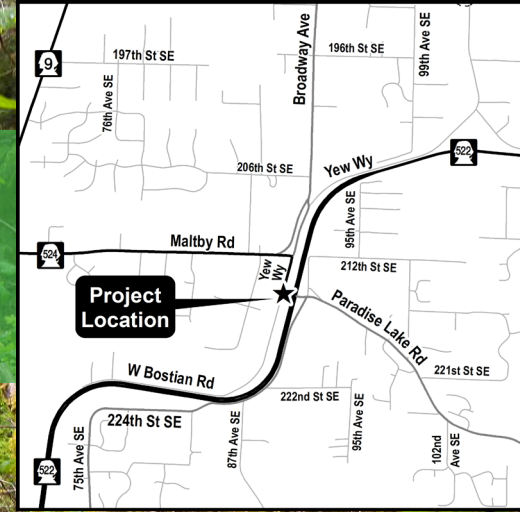 9
197th St SE
76th Ave SE
Broadway Ave
196th St SE
99th Ave SE
206th St SE
Yew Wy
522
95th Ave SE
524
Maltby Rd
Yew
Wy
212th St SE
Project
Location
Paradise Lake Rd
221st St SE
W Bostian Rd
222nd St SE
224th St SE
87th Ave SE
95th Ave SE
102nd
Ave SE
75th Ave SE
522